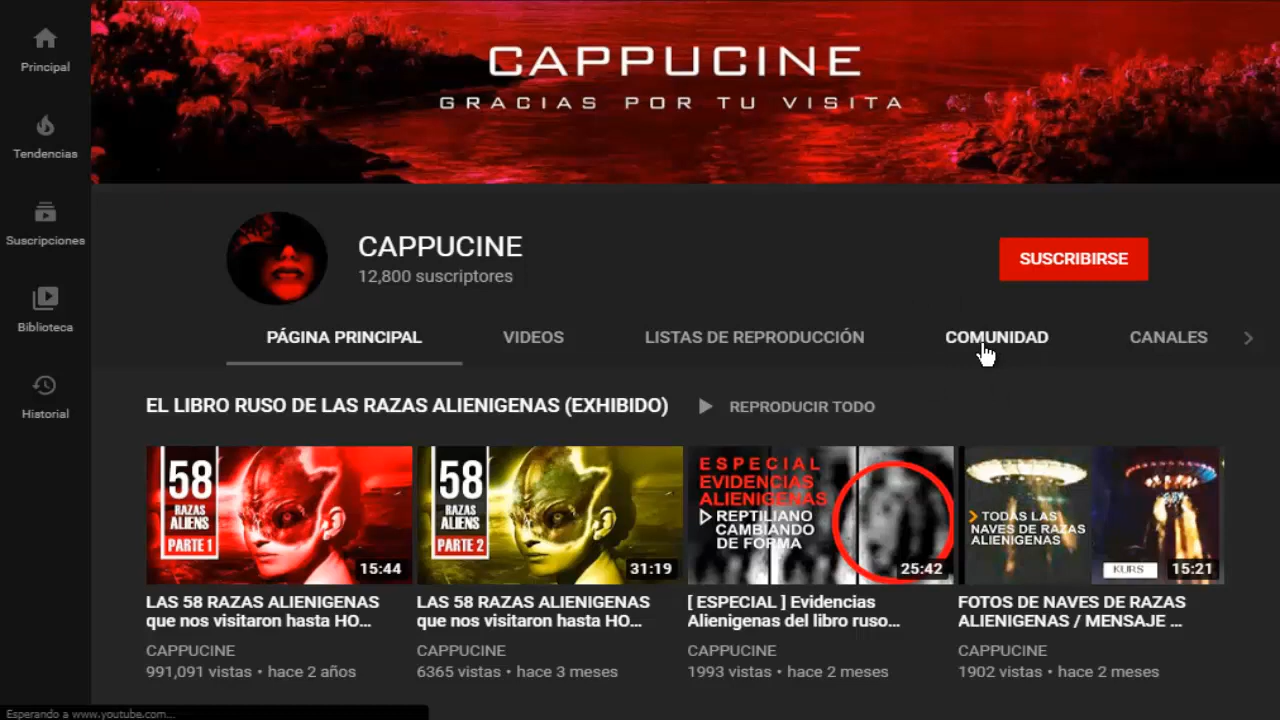 CAPPUCINE
GRACIAS POR TU VISITA
Principal
Tendencias
Suscripciones
Biblioteca
Historial
CAPPUCINE
12,800 suscriptores
SUSCRIBIRSE
PÁGINA PRINCIPAL
VIDEOS
LISTAS DE REPRODUCCIÓN
COMUNIDAD
CANALES
EL LIBRO RUSO DE LAS RAZAS ALIENIGENAS (EXHIBIDO)
REPRODUCIR TODO
58
RAZAS
ALIENS
PARTE 1
15:44
LAS 58 RAZAS ALIENIGENAS
que nos visitaron hasta HO...
CAPPUCINE
991,091 vistas • hace 2 años
58
RAZAS
ALIENS
PARTE 2
31:19
LAS 58 RAZAS ALIENIGENAS
que nos visitaron hasta HO...
CAPPUCINE
6365 vistas • hace 3 meses
ESPECIAL
EVIDENCIAS
ALIENIGENAS
REPTILIANO
CAMBIANDO
DE FORMA
25:42
[ ESPECIAL ] Evidencias
Alienigenas del libro ruso...
CAPPUCINE
1993 vistas • hace 2 meses
TODAS LAS
NAVES DE RAZAS
ALIENIGENAS
KURS
15:21
FOTOS DE NAVES DE RAZAS
ALIENIGENAS / MENSAJE ...
CAPPUCINE
1902 vistas • hace 2 meses
Esperando a www.youtube.com...